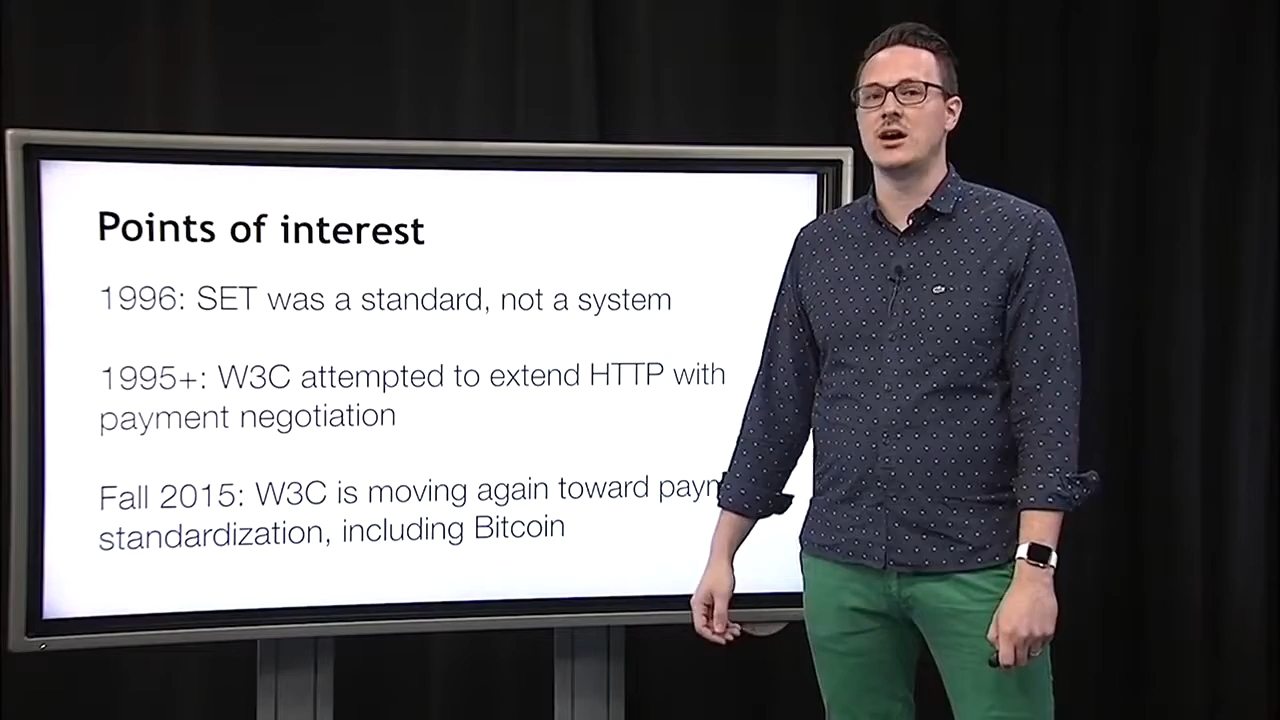 Points of interest
1996: SET was a standard, not a system
1995+: W3C attempted to extend HTTP with
payment negotiation
Fall 2015: W3C is moving again toward
standardization, including Bitcoin